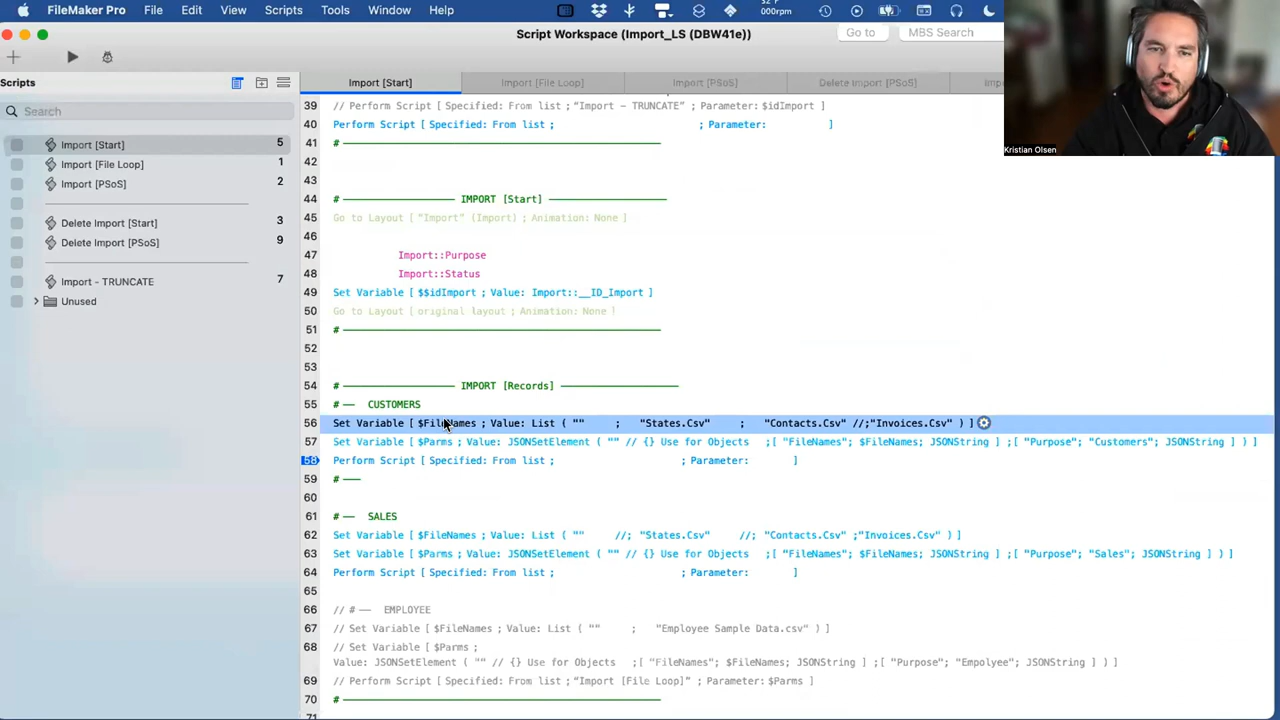 FileMaker Pro File Edit View Scripts Tools Window Help
000rpm
Script Workspace (Import_LS (DBW41e))
Go to
MBS Search
Scripts
Search
Import [Start] 5
Import [File Loop] 1
Import [PSoS] 2
Delete Import [Start] 3
Delete Import [PSoS] 9
Import - TRUNCATE 7
Unused
Import [Start] Import [File Loop] Import [PSoS] Delete Import [PSoS]
Kristian Olsen
39 // Perform Script [ Specified: From list ; "Import - TRUNCATE" ; Parameter: $idImport ]
40 Perform Script [ Specified: From list ; ; Parameter: ]
41 #
42
43
44 # IMPORT [Start]
45 Go to Layout [ "Import" (Import) ; Animation: None ]
46
47 Import::Purpose
48 Import::Status
49 Set Variable [ $$idImport ; Value: Import::__ID_Import ]
50 Go to Layout [ original layout ; Animation: None ]
51 #
52
53
54 # IMPORT [Records]
55 # — CUSTOMERS
56 Set Variable [ $FileNames ; Value: List ( "" ; "States.Csv" ; "Contacts.Csv" //;"Invoices.Csv" ) ]
57 Set Variable [ $Parms ; Value: JSONSetElement ( "" // {} Use for Objects ;[ "FileNames"; $FileNames; JSONString ] ;[ "Purpose"; "Customers"; JSONString ] ) ]
58 Perform Script [ Specified: From list ; ; Parameter: ]
59 # —
60
61 # — SALES
62 Set Variable [ $FileNames ; Value: List ( "" //; "States.Csv" //; "Contacts.Csv" ;"Invoices.Csv" ) ]
63 Set Variable [ $Parms ; Value: JSONSetElement ( "" // {} Use for Objects ;[ "FileNames"; $FileNames; JSONString ] ;[ "Purpose"; "Sales"; JSONString ] ) ]
64 Perform Script [ Specified: From list ; ; Parameter: ]
65
66 // # — EMPLOYEE
67 // Set Variable [ $FileNames ; Value: List ( "" ; "Employee Sample Data.csv" ) ]
68 // Set Variable [ $Parms ;
Value: JSONSetElement ( "" // {} Use for Objects ;[ "FileNames"; $FileNames; JSONString ] ;[ "Purpose"; "Empolyee"; JSONString ] ) ]
69 // Perform Script [ Specified: From list ; "Import [File Loop]" ; Parameter: $Parms ]
70 #
71